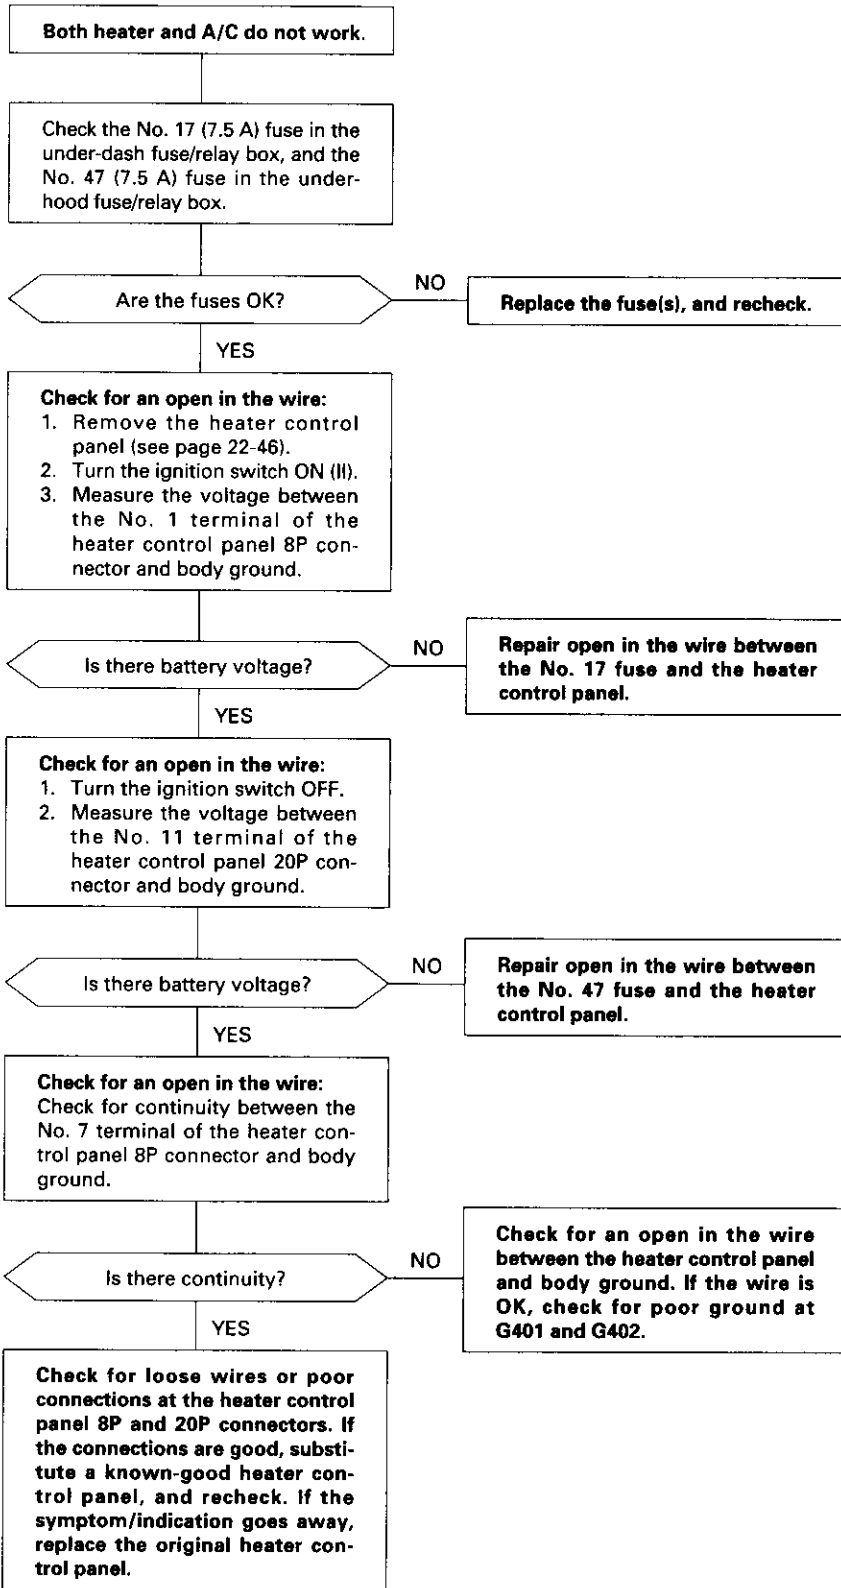 Both heater and A/C do not work.
Check the No. 17 (7.5 A) fuse in the
under-dash fuse/relay box, and the
No. 47 (7.5 A) fuse in the under-
hood fuse/relay box.
Are the fuses OK?
NO
Replace the fuse(s), and recheck.
YES
Check for an open in the wire:
1. Remove the heater control
panel (see page 22-46).
2. Turn the ignition switch ON (II).
3. Measure the voltage between
the No. 1 terminal of the
heater control panel 8P con-
nector and body ground.
Is there battery voltage?
NO
Repair open in the wire between
the No. 17 fuse and the heater
control panel.
YES
Check for an open in the wire:
1. Turn the ignition switch OFF.
2. Measure the voltage between
the No. 11 terminal of the
heater control panel 20P con-
nector and body ground.
Is there battery voltage?
NO
Repair open in the wire between
the No. 47 fuse and the heater
control panel.
YES
Check for an open in the wire:
Check for continuity between the
No. 7 terminal of the heater con-
trol panel 8P connector and body
ground.
Is there continuity?
NO
Check for an open in the wire
between the heater control panel
and body ground. If the wire is
OK, check for poor ground at
G401 and G402.
YES
Check for loose wires or poor
connections at the heater control
panel 8P and 20P connectors. If
the connections are good, substi-
tute a known-good heater con-
trol panel, and recheck. If the
symptom/indication goes away,
replace the original heater con-
trol panel.